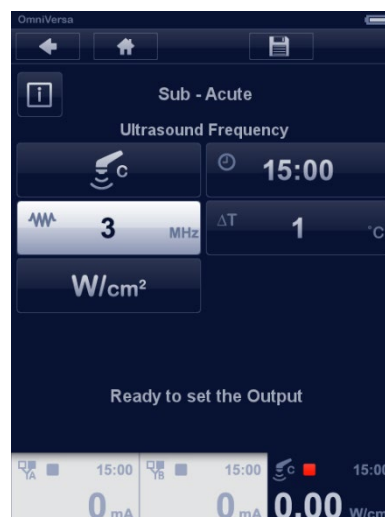 OmniVersa
i
Sub - Acute
Ultrasound Frequency
C 15:00
3 MHz ΔT 1 °C
W/cm²
Ready to set the Output
YA 15:00 YB 15:00 C 15:00
0 mA 0 mA 0.00 W/cm